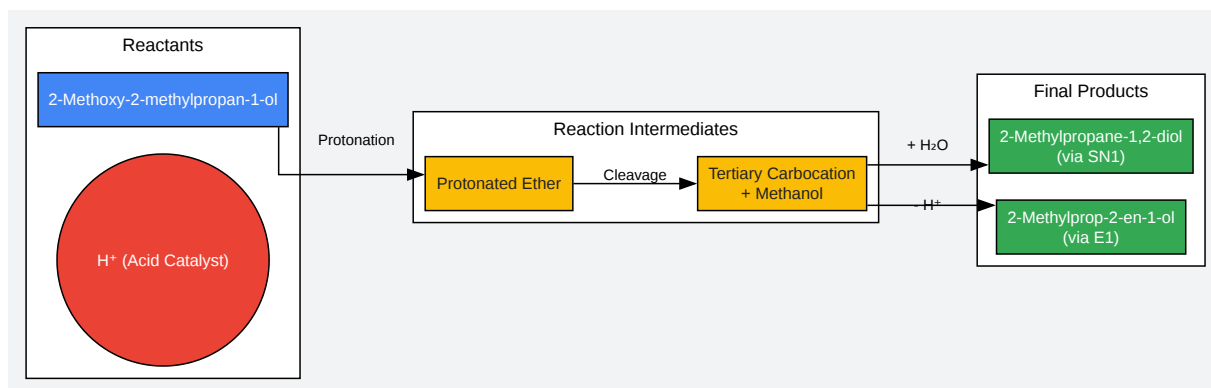 Reactants
2-Methoxy-2-methylpropan-1-ol
H⁺ (Acid Catalyst)
Protonation
Reaction Intermediates
Protonated Ether
Cleavage
Tertiary Carbocation
+ Methanol
+ H₂O
- H⁺
Final Products
2-Methylpropane-1,2-diol
(via SN1)
2-Methylprop-2-en-1-ol
(via E1)